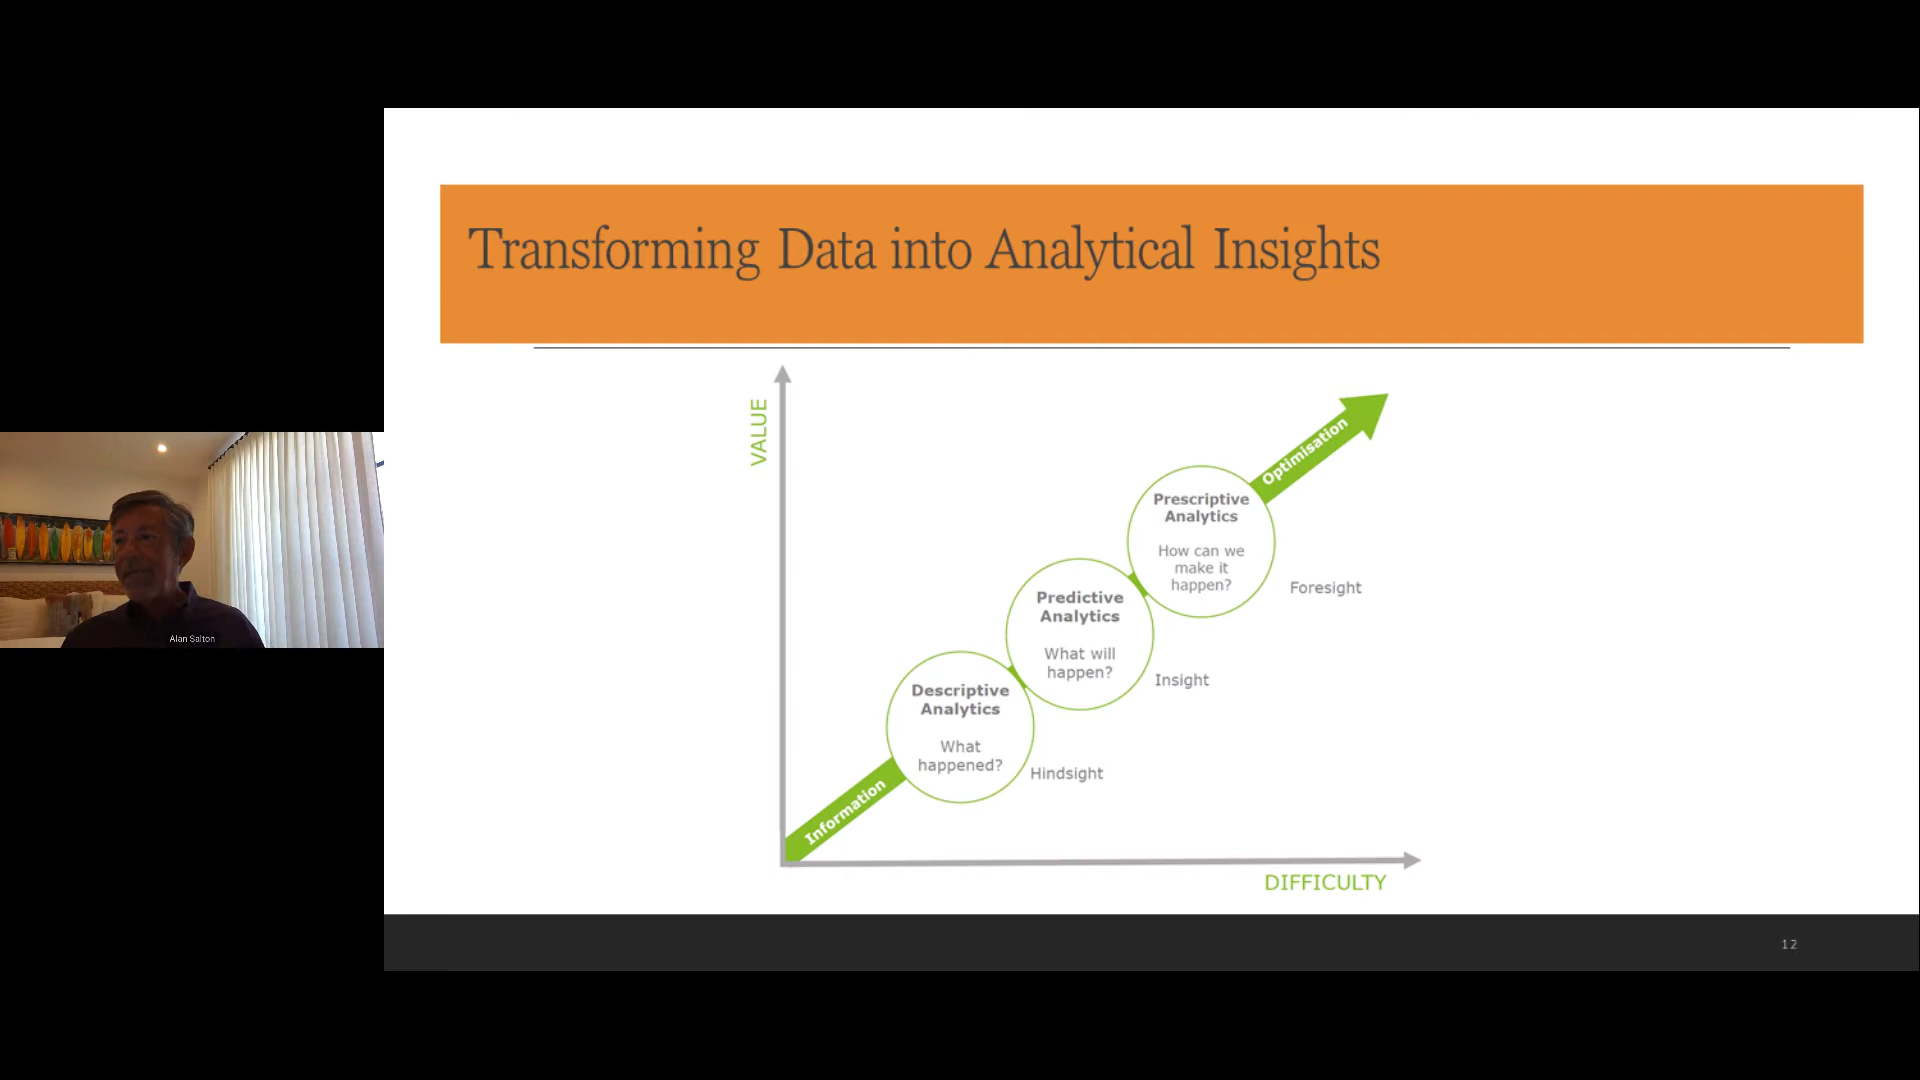 Transforming Data into Analytical Insights
VALUE
Optimisation
Prescriptive
Analytics
How can we
make it
happen?
Foresight
Predictive
Analytics
What will
happen?
Insight
Descriptive
Analytics
What
happened?
Hindsight
Information
DIFFICULTY
12
Alan Salton